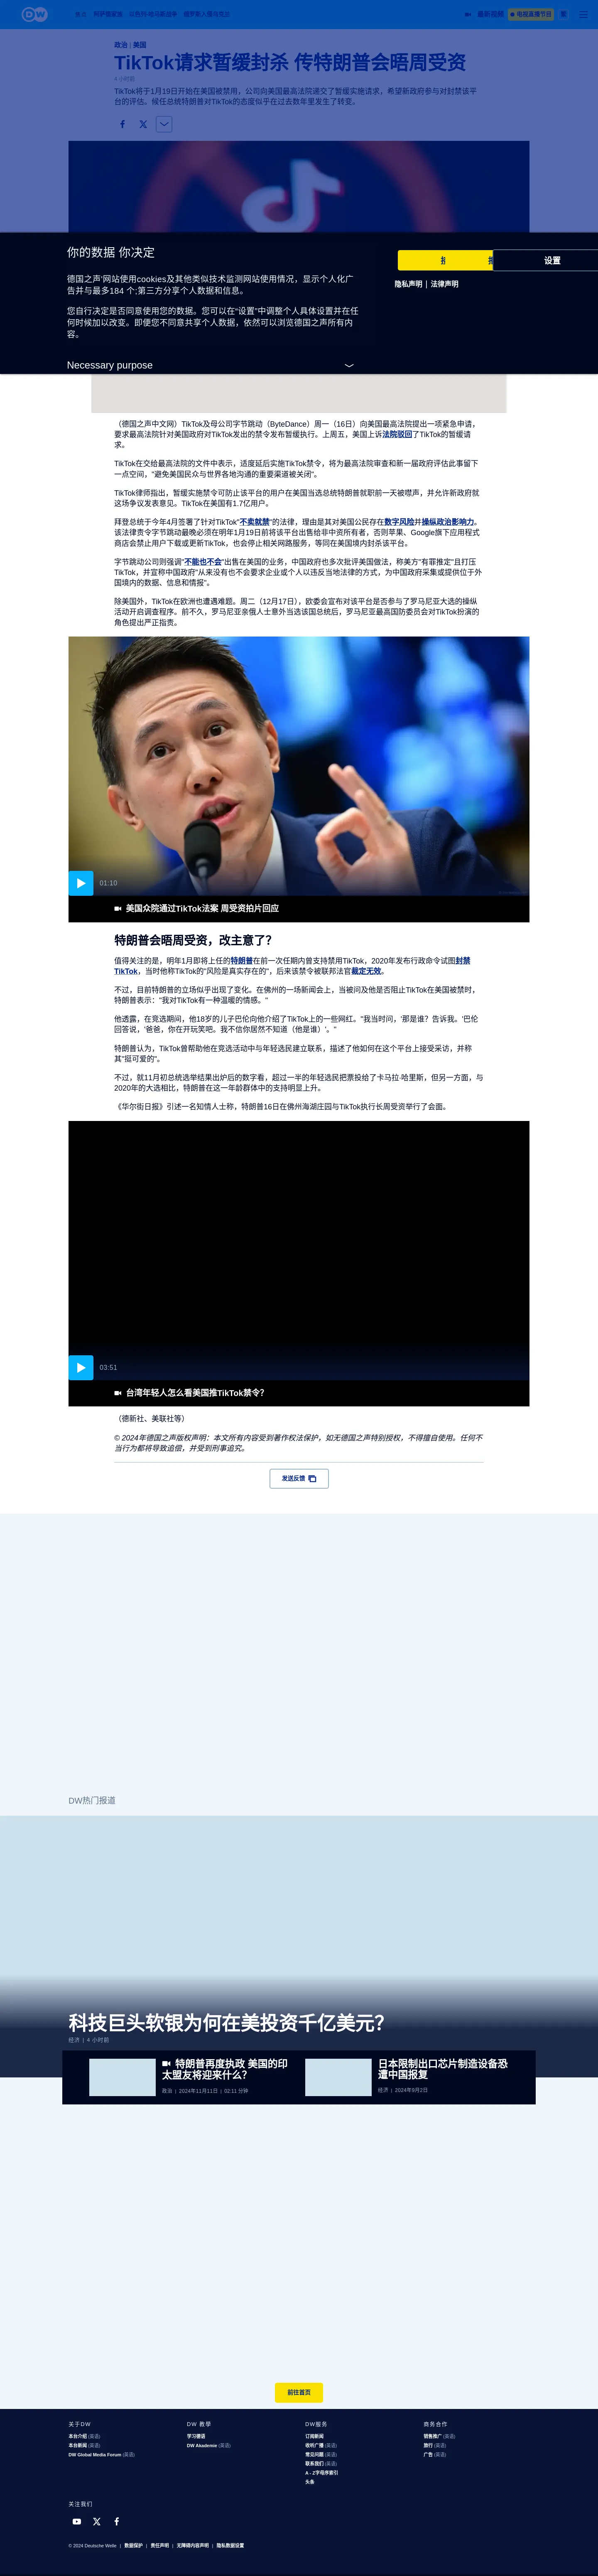 DW
最新视频
电视直播节目
政治 | 美国
TikTok请求暂缓封杀 传特朗普会晤周受资
4 小时前
TikTok将于1月19日开始在美国被禁用，公司向美国最高法院递交了暂缓实施请求，希望新政府参与对封禁该平
台的评估。候任总统特朗普对TikTok的态度似乎在过去数年里发生了转变。
你的数据 你决定
德国之声'网站使用cookies及其他类似技术监测网站使用情况，显示个人化广
告并与最多184 个;第三方分享个人数据和信息。
您自行决定是否同意使用您的数据。您可以在“设置”中调整个人具体设置并在任
何时候加以改变。即便您不同意共享个人数据，依然可以浏览德国之声所有内
容。
Necessary purpose
设置
隐私声明 | 法律声明
（德国之声中文网）TikTok及母公司字节跳动（ByteDance）周一（16日）向美国最高法院提出一项紧急申请，
要求最高法院针对美国政府对TikTok发出的禁令发布暂缓执行。上周五，美国上诉法院驳回了TikTok的暂缓请
求。
TikTok在交给最高法院的文件中表示，适度延后实施TikTok禁令，将为最高法院审查和新一届政府评估此事留下
一点空间，"避免美国民众与世界各地沟通的重要渠道被关闭"。
TikTok律师指出，暂缓实施禁令可防止该平台的用户在美国当选总统特朗普就职前一天被噤声，并允许新政府就
这场争议发表意见。TikTok在美国有1.7亿用户。
拜登总统于今年4月签署了针对TikTok"不卖就禁"的法律，理由是其对美国公民存在数字风险并操纵政治影响力。
该法律责令字节跳动最晚必须在明年1月19日前将该平台出售给非中资所有者，否则苹果、Google旗下应用程式
商店会禁止用户下载或更新TikTok，也会停止相关网路服务，等同在美国境内封杀该平台。
字节跳动公司则强调"不能也不会"出售在美国的业务，中国政府也多次批评美国做法，称美方"有罪推定"且打压
TikTok，并宣称中国政府"从来没有也不会要求企业或个人以违反当地法律的方式，为中国政府采集或提供位于外
国境内的数据、信息和情报"。
除美国外，TikTok在欧洲也遭遇难题。周二（12月17日），欧委会宣布对该平台是否参与了罗马尼亚大选的操纵
活动开启调查程序。前不久，罗马尼亚亲俄人士意外当选该国总统后，罗马尼亚最高国防委员会对TikTok扮演的
角色提出严正指责。
01:10
美国众院通过TikTok法案 周受资拍片回应
特朗普会晤周受资，改主意了？
值得关注的是，明年1月即将上任的特朗普在前一次任期内曾支持禁用TikTok，2020年发布行政命令试图封禁
TikTok，当时他称TikTok的"风险是真实存在的"，后来该禁令被联邦法官裁定无效。
不过，目前特朗普的立场似乎出现了变化。在佛州的一场新闻会上，当被问及他是否阻止TikTok在美国被禁时，
特朗普表示："我对TikTok有一种温暖的情感。"
他透露，在竞选期间，他18岁的儿子巴伦向他介绍了TikTok上的一些网红。"我当时问，'那是谁？告诉我。'巴伦
回答说，'爸爸，你在开玩笑吧。我不信你居然不知道（他是谁）'。"
特朗普认为，TikTok曾帮助他在竞选活动中与年轻选民建立联系，描述了他如何在这个平台上接受采访，并称
其"挺可爱的"。
不过，就11月初总统选举结果出炉后的数字看，超过一半的年轻选民把票投给了卡马拉·哈里斯，但另一方面，与
2020年的大选相比，特朗普在这一年龄群体中的支持明显上升。
《华尔街日报》引述一名知情人士称，特朗普16日在佛州海湖庄园与TikTok执行长周受资举行了会面。
03:51
台湾年轻人怎么看美国推TikTok禁令？
（德新社、美联社等）
© 2024年德国之声版权声明：本文所有内容受到著作权法保护，如无德国之声特别授权，不得擅自使用。任何不
当行为都将导致追偿，并受到刑事追究。
发送反馈
DW热门报道
科技巨头软银为何在美投资千亿美元？
经济 | 4 小时前
特朗普再度执政 美国的印
太盟友将迎来什么？
政治 | 2024年11月11日 | 02:11 分钟
日本限制出口芯片制造设备恐
遭中国报复
经济 | 2024年9月2日
前往首页
关于DW
本台介绍 (英语)
本台新闻 (英语)
DW Global Media Forum (英语)
DW 教學
学习德语
DW Akademie (英语)
DW服务
订阅新闻
收听广播 (英语)
常见问题 (英语)
联系我们 (英语)
A - Z字母序索引
头条
商务合作
销售推广 (英语)
旅行 (英语)
广告 (英语)
关注我们
© 2024 Deutsche Welle | 数据保护 | 责任声明 | 无障碍内容声明 | 隐私数据设置